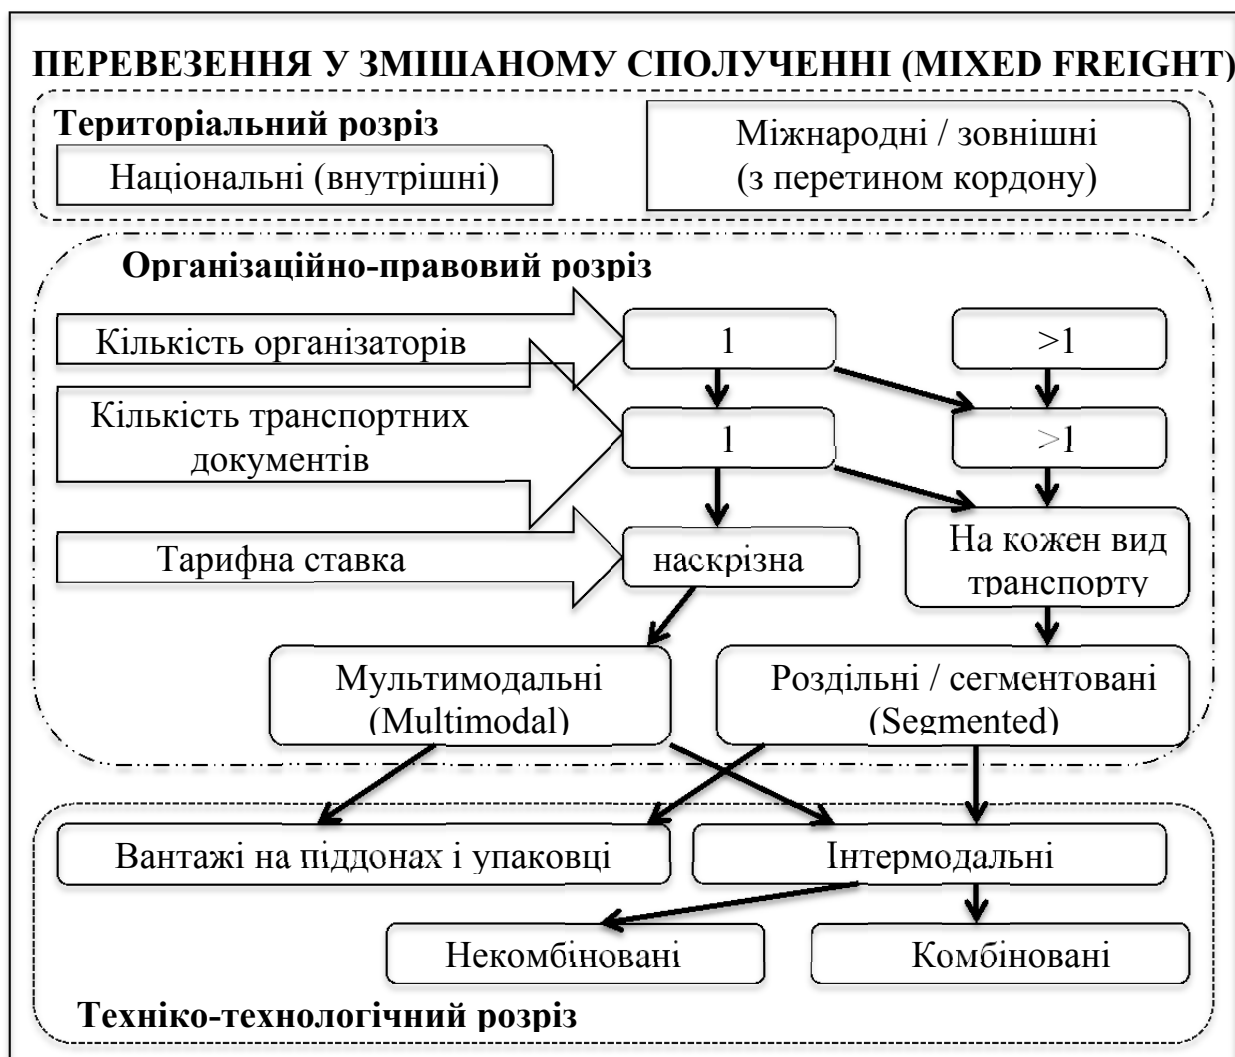 ПЕРЕВЕЗЕННЯ У ЗМІШАНОМУ СПОЛУЧЕННІ (MIXED FREIGHT)
Територіальний розріз
Національні (внутрішні)
Міжнародні / зовнішні
(з перетином кордону)
Організаційно-правовий розріз
Кількість організаторів
1
>1
Кількість транспортних
документів
1
>1
Тарифна ставка
наскрізна
На кожен вид
транспорту
Мультимодальні
(Multimodal)
Роздільні / сегментовані
(Segmented)
Вантажі на піддонах і упаковці
Інтермодальні
Некомбіновані
Комбіновані
Техніко-технологічний розріз